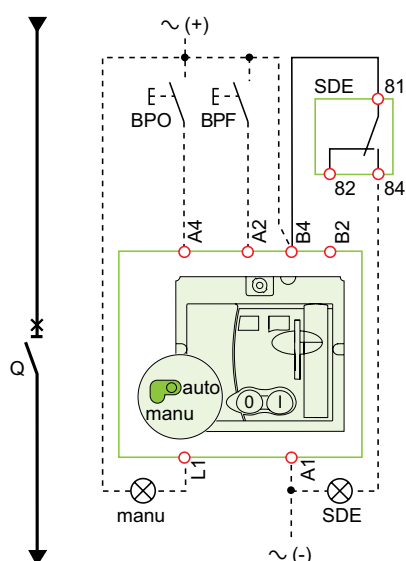 ∼ (+)
SDE
81
BPO
BPF
82
84
A4
A2
B4
B2
Q
auto
manu
0
I
L1
A1
manu
SDE
∼ (-)